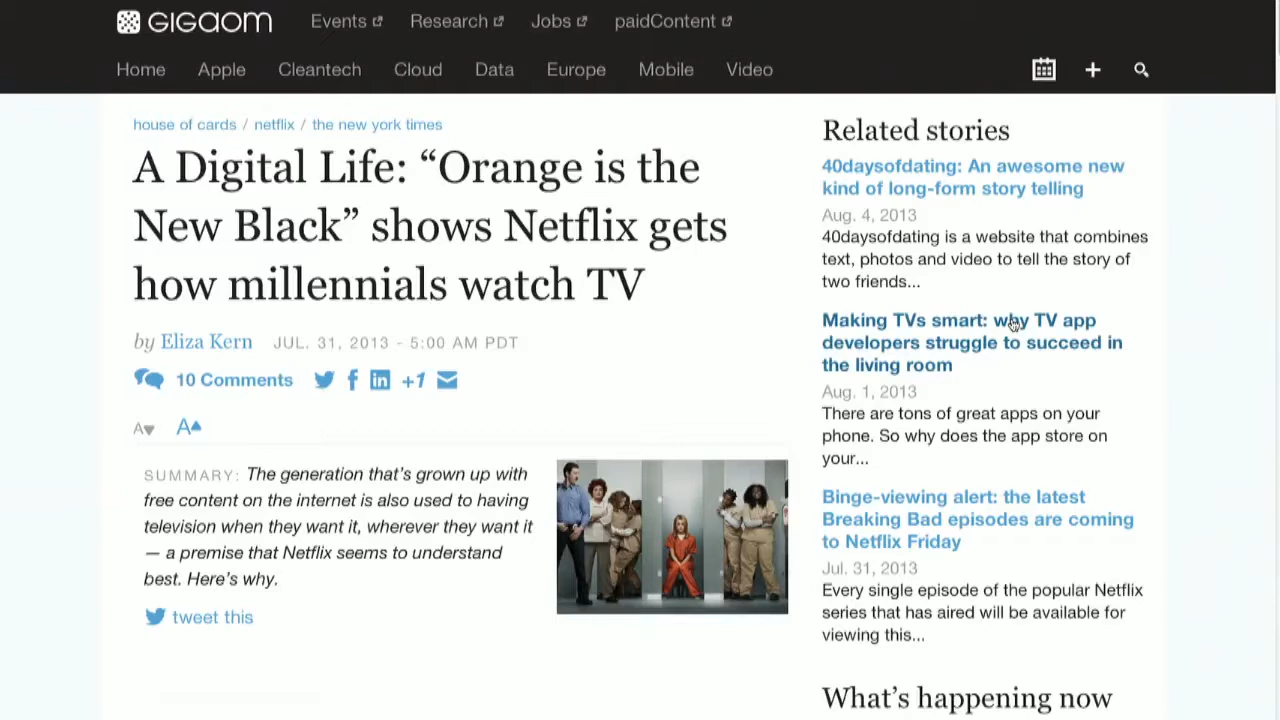 GIGAOM
Events Research Jobs paidContent
Home Apple Cleantech Cloud Data Europe Mobile Video
house of cards / netflix / the new york times
A Digital Life: “Orange is the
New Black” shows Netflix gets
how millennials watch TV
by Eliza Kern JUL. 31, 2013 - 5:00 AM PDT
10 Comments +1
A A
SUMMARY: The generation that’s grown up with
free content on the internet is also used to having
television when they want it, wherever they want it
— a premise that Netflix seems to understand
best. Here’s why.
tweet this
Related stories
40daysofdating: An awesome new
kind of long-form story telling
Aug. 4, 2013
40daysofdating is a website that combines
text, photos and video to tell the story of
two friends...
Making TVs smart: why TV app
developers struggle to succeed in
the living room
Aug. 1, 2013
There are tons of great apps on your
phone. So why does the app store on
your...
Binge-viewing alert: the latest
Breaking Bad episodes are coming
to Netflix Friday
Jul. 31, 2013
Every single episode of the popular Netflix
series that has aired will be available for
viewing this...
What’s happening now